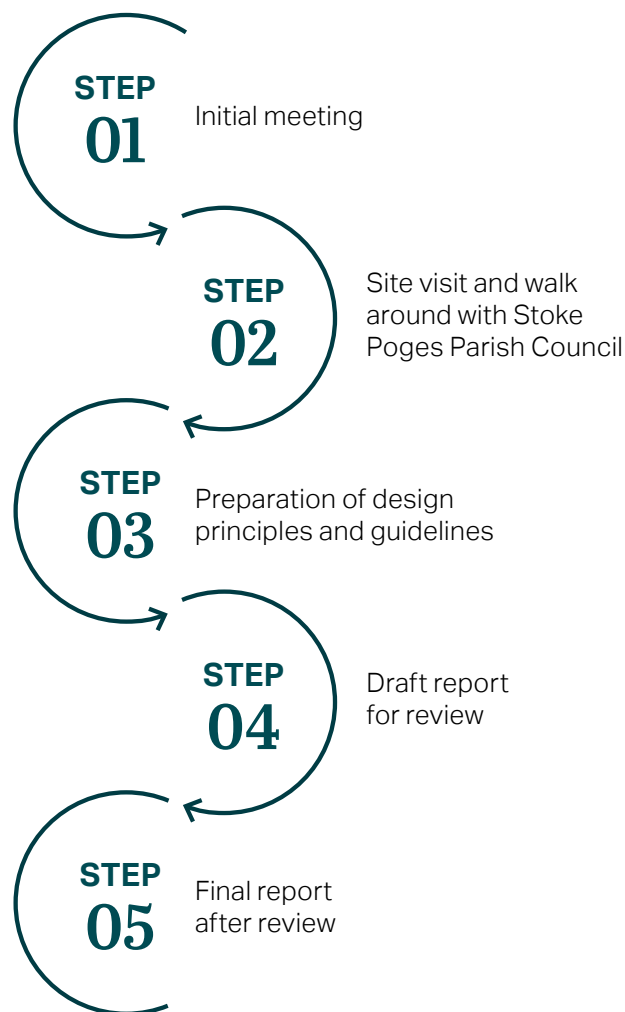 STEP
01
Initial meeting
STEP
02
Site visit and walk
around with Stoke
Poges Parish Council
STEP
03
Preparation of design
principles and guidelines
STEP
04
Draft report
for review
STEP
05
Final report
after review